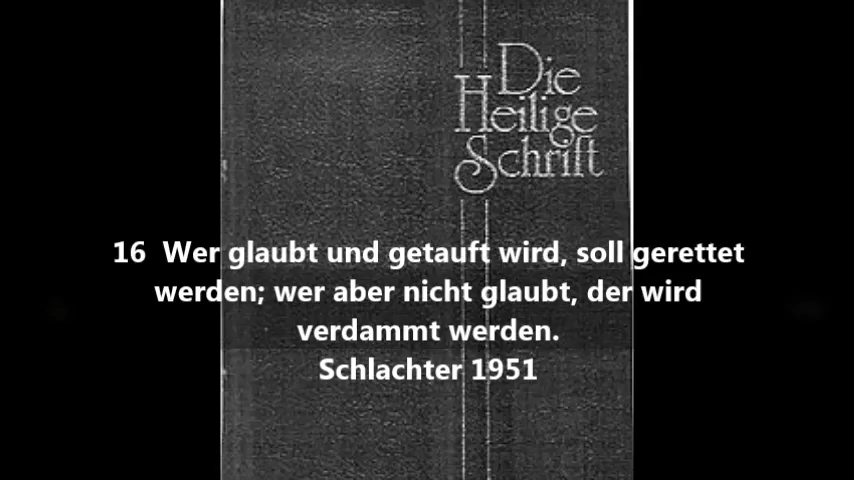 Die
Heilige
Schrift
16  Wer glaubt und getauft wird, soll gerettet
werden; wer aber nicht glaubt, der wird
verdammt werden.
Schlachter 1951